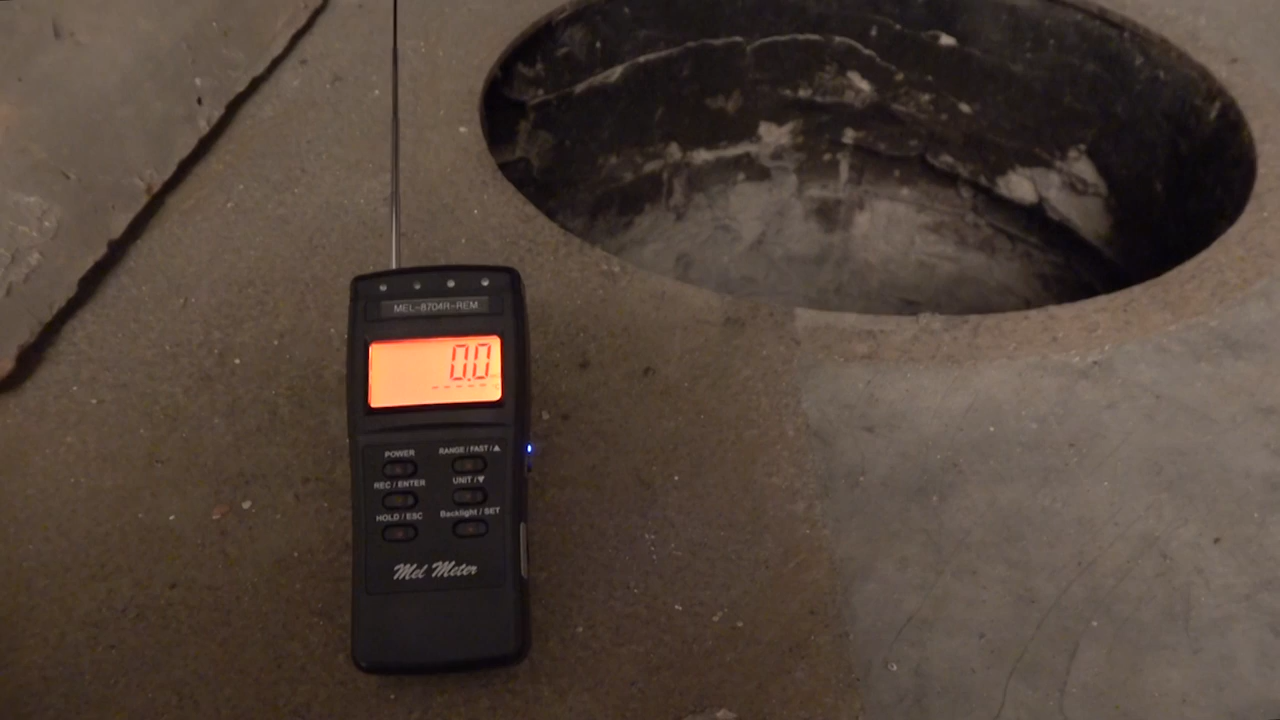 MEL-8704R-REM
0.0
------
POWER
RANGE / FAST / ▲
REC / ENTER
UNIT / ▼
HOLD / ESC
Backlight / SET
Mel Meter